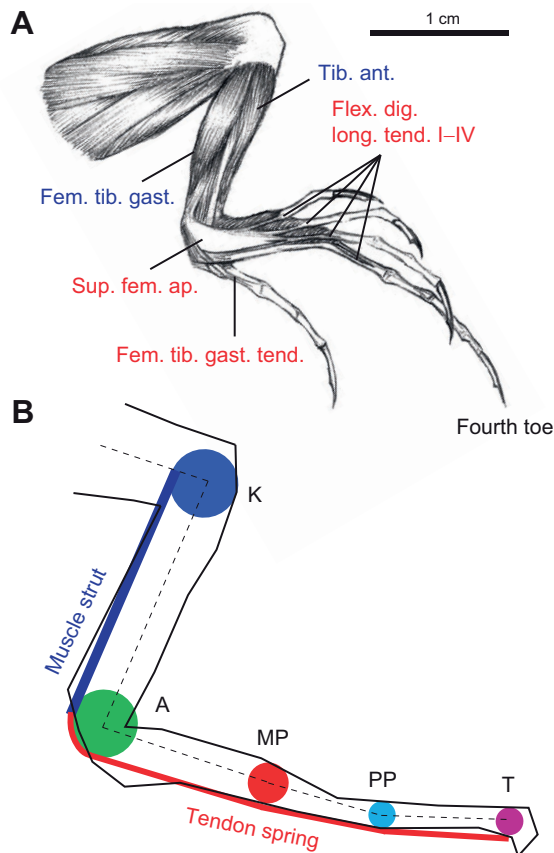 A
1 cm
Tib. ant.
Flex. dig.
long. tend. I–IV
Fem. tib. gast.
Sup. fem. ap.
Fem. tib. gast. tend.
Fourth toe
B
K
Muscle strut
A
MP
PP
T
Tendon spring